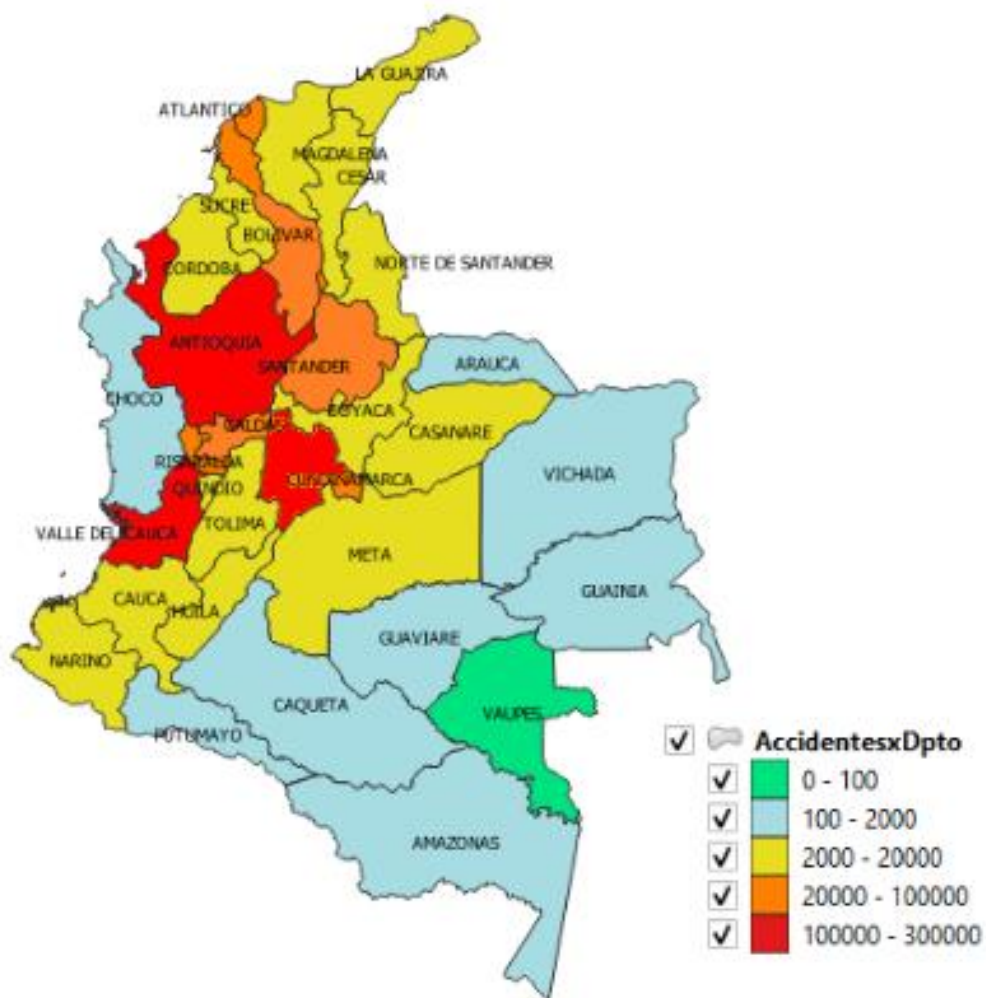 LA GUAJIRA
ATLANTICO
MAGDALENA
CESAR
SUCRE
BOLIVAR
CORDOBA
NORTE DE SANTANDER
ANTIOQUIA
SANTANDER
ARAUCA
CHOCO
BOYACA
CALDAS
CASANARE
RISARALDA
VICHADA
CUNDINAMARCA
QUINDIO
TOLIMA
VALLE DEL CAUCA
META
CAUCA
HUILA
GUAINIA
GUAVIARE
NARINO
CAQUETA
VAUPES
PUTUMAYO
AMAZONAS
AccidentesxDpto
0 - 100
100 - 2000
2000 - 20000
20000 - 100000
100000 - 300000